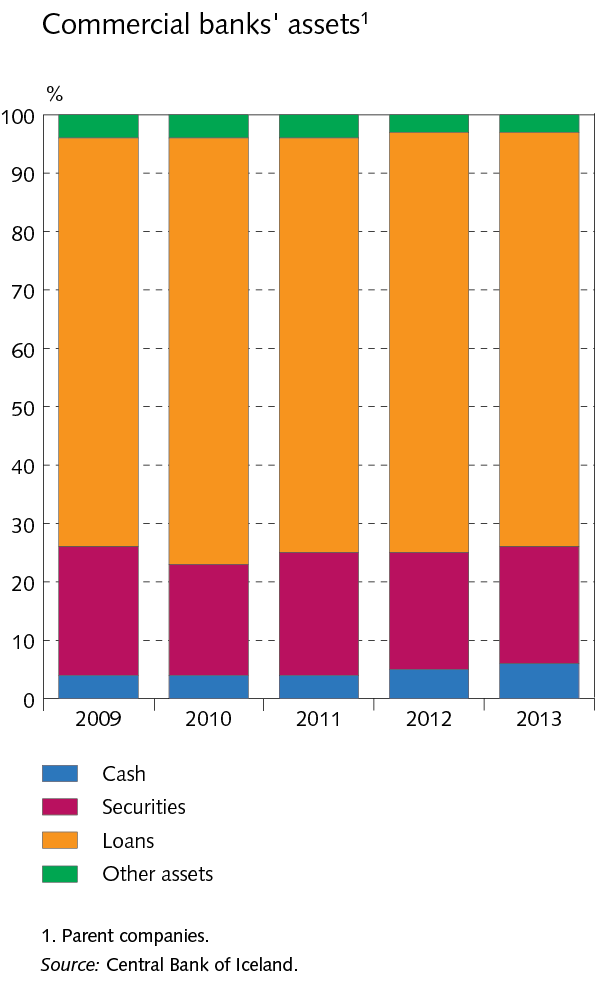 Commercial banks' assets¹
%
100
90
80
70
60
50
40
30
20
10
0
2009 2010 2011 2012 2013
Cash
Securities
Loans
Other assets
1. Parent companies.
Source: Central Bank of Iceland.